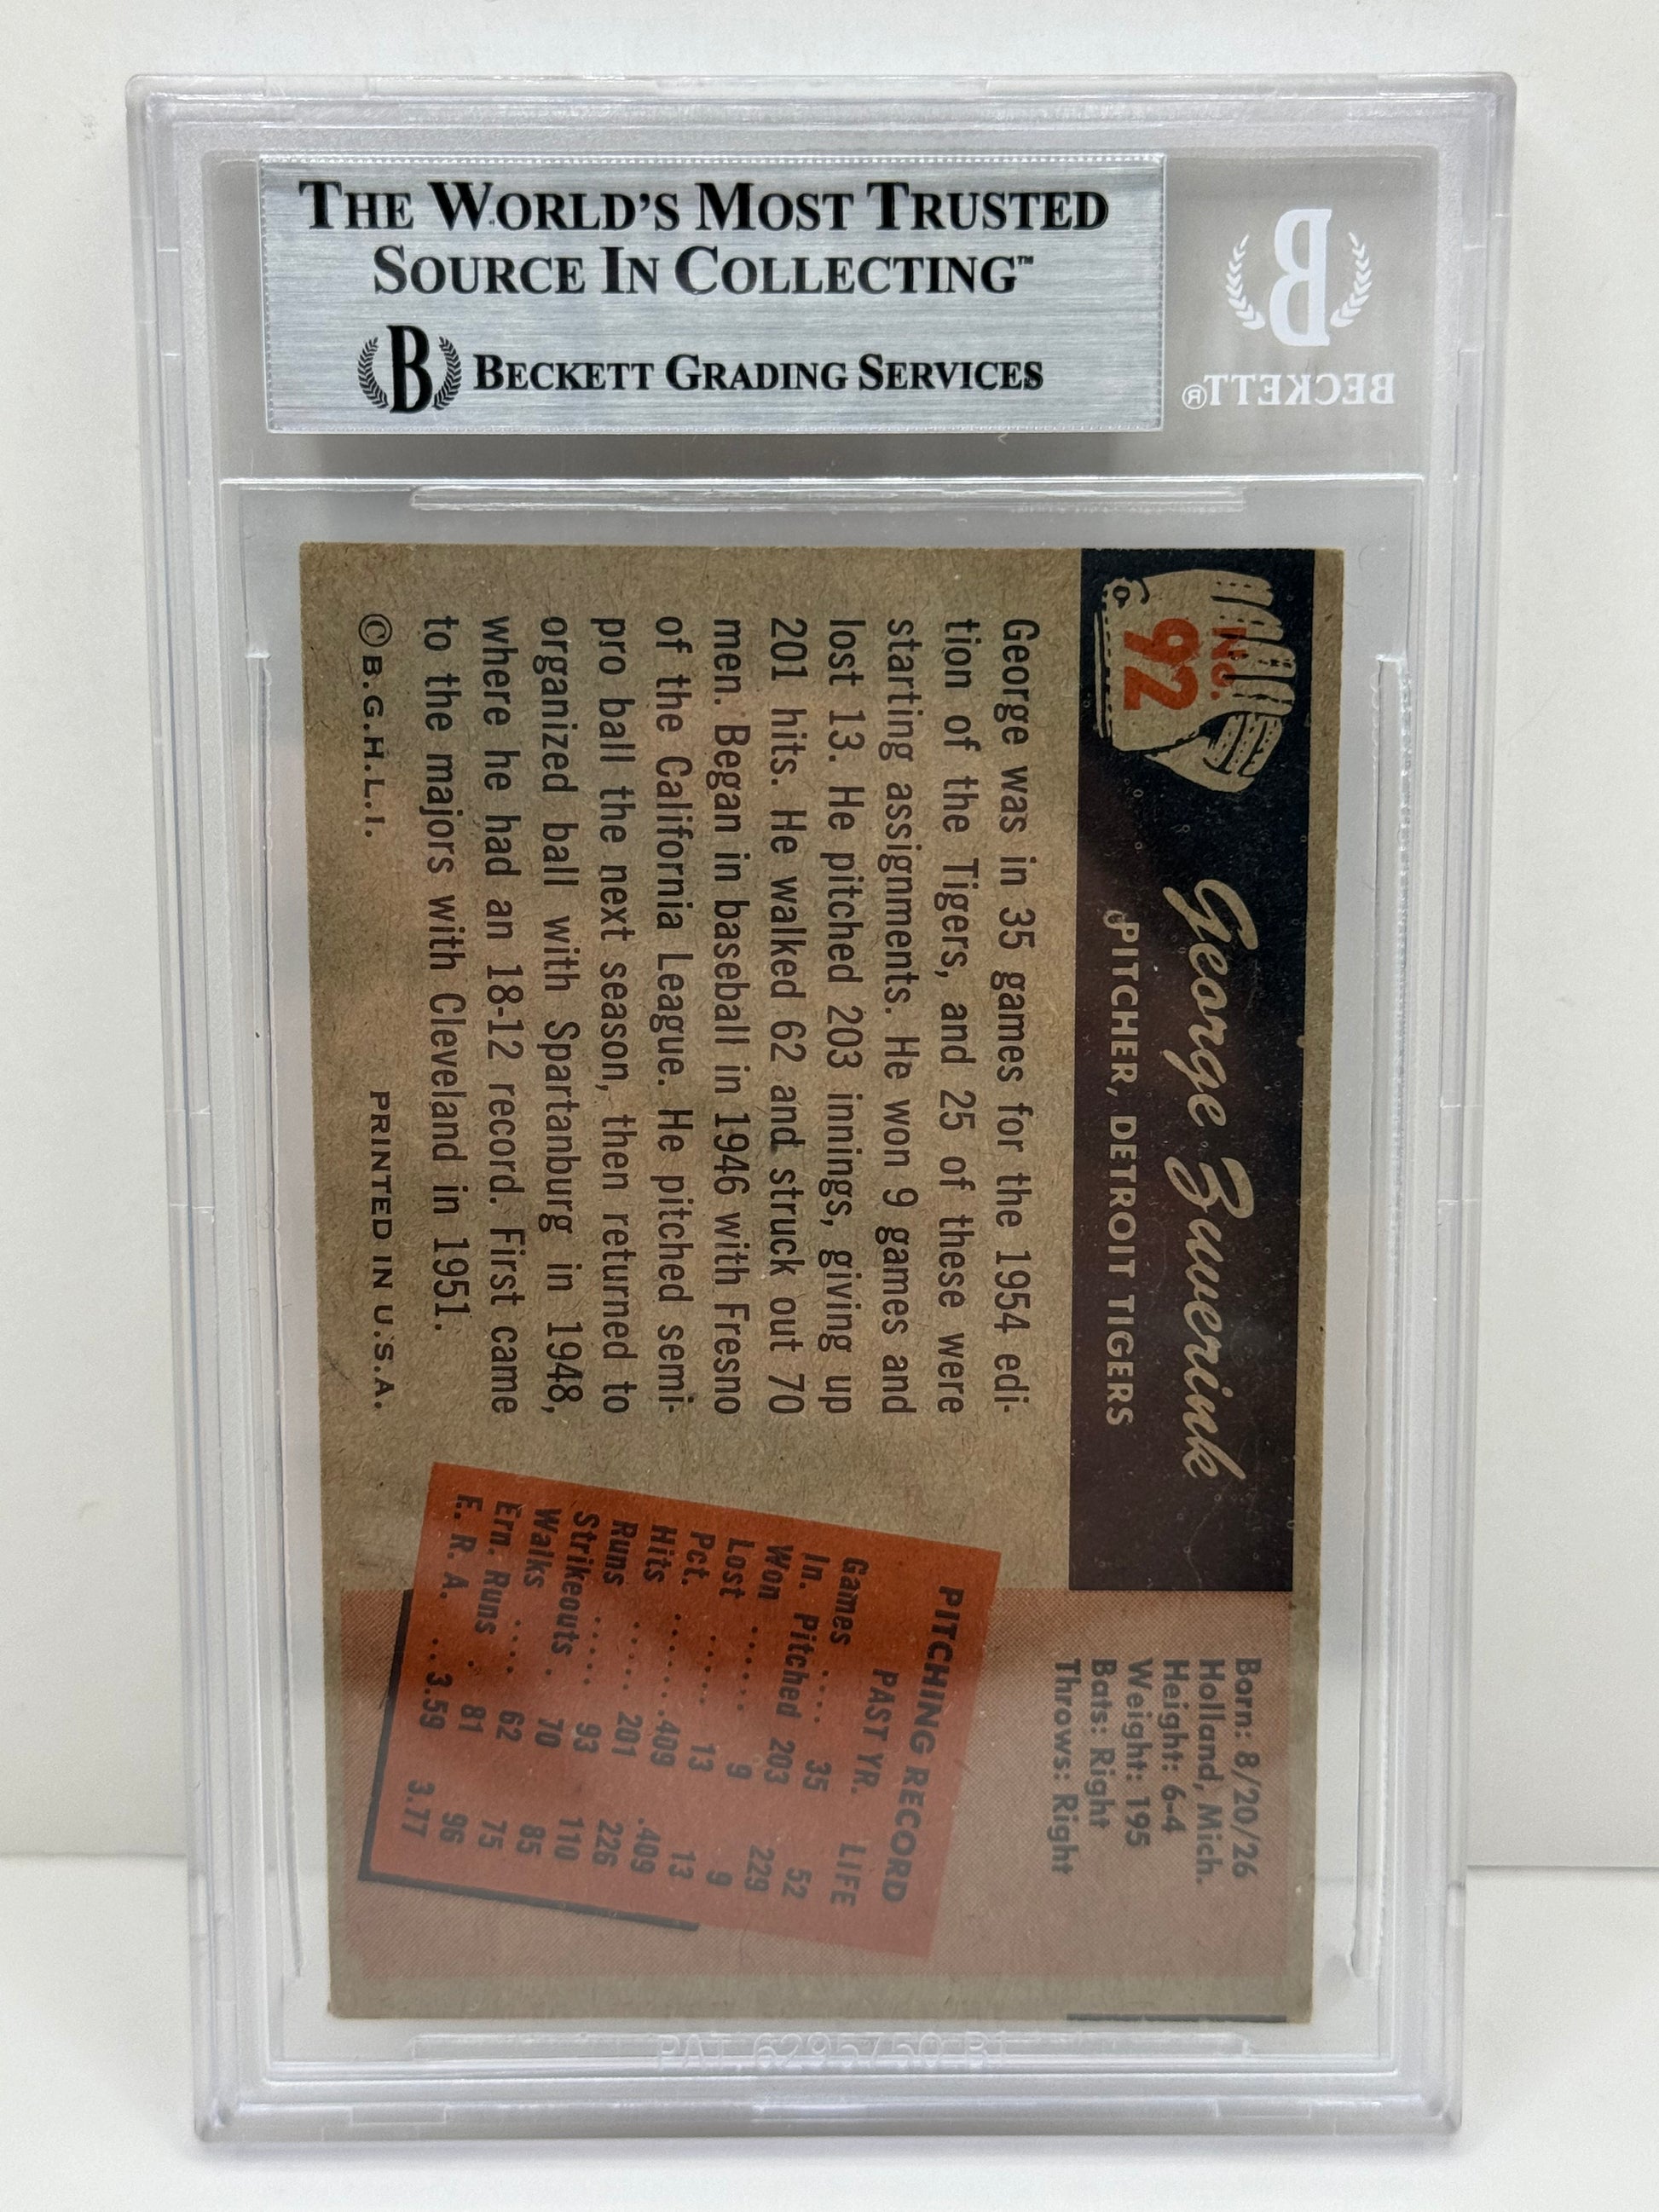 THE WORLD'S MOST TRUSTED
SOURCE IN COLLECTING™
B BECKETT GRADING SERVICES
B
BECKETT®
No.
92
George Zuverink
PITCHER, DETROIT TIGERS
George was in 35 games for the 1954 edi-
tion of the Tigers, and 25 of these were
starting assignments. He won 9 games and
lost 13. He pitched 203 innings, giving up
201 hits. He walked 62 and struck out 70
men. Began in baseball in 1946 with Fresno
of the California League. He pitched semi-
pro ball the next season, then returned to
organized ball with Spartanburg in 1948,
where he had an 18-12 record. First came
to the majors with Cleveland in 1951.
©B.G.H.L.I. PRINTED IN U.S.A.
Born: 8/20/26
Holland, Mich.
Height: 6-4
Weight: 195
Bats: Right
Throws: Right
PITCHING RECORD
PAST YR. LIFE
Games .... 35 52
In. Pitched 203 229
Won ...... 9 9
Lost ..... 13 13
Pct. .......409 .409
Hits ..... 201 226
Runs ...... 93 110
Strikeouts . 70 85
Walks .... 62 75
Ern. Runs . 81 96
E. R. A. ..3.59 3.77
PAT. 6295750 B1